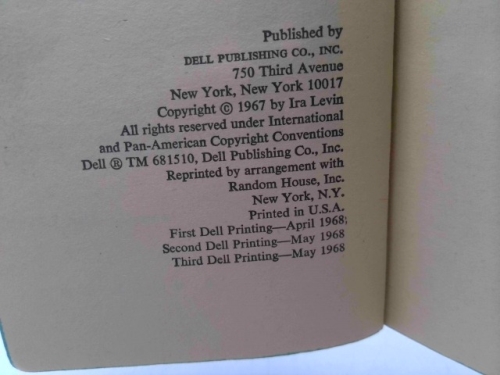 Published by
DELL PUBLISHING CO., INC.
750 Third Avenue
New York, New York 10017
Copyright © 1967 by Ira Levin
All rights reserved under International
and Pan-American Copyright Conventions
Dell ® TM 681510, Dell Publishing Co., Inc.
Reprinted by arrangement with
Random House, Inc.
New York, N.Y.
Printed in U.S.A.
First Dell Printing—April 1968
Second Dell Printing—May 1968
Third Dell Printing—May 1968